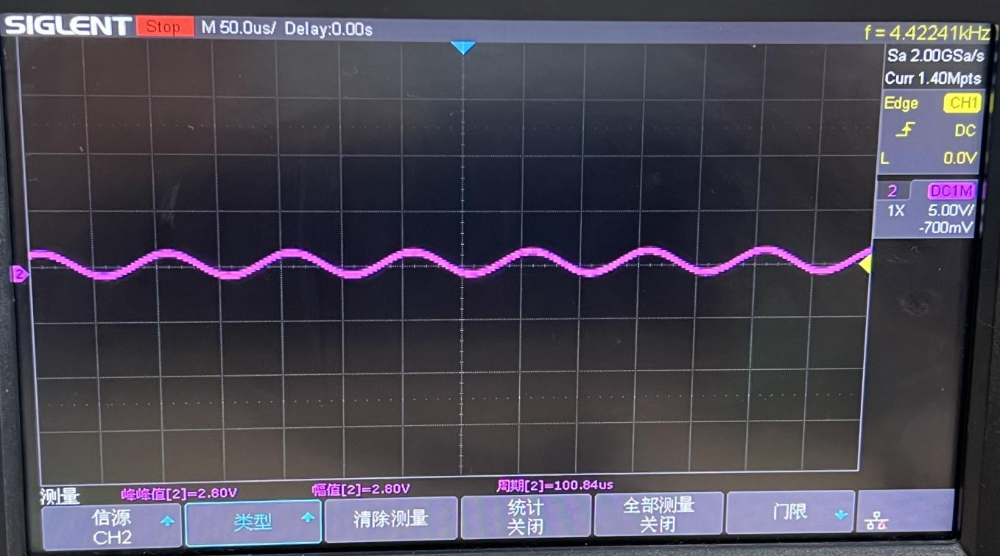 SIGLENT Stop M 50.0us/ Delay:0.00s
f = 4.42241kHz
Sa 2.00GSa/s
Curr 1.40Mpts
Edge CH1
DC
L 0.0V
2 DC1M
1X 5.00V/
-700mV
2
测量 峰峰值[2]=2.80V 幅值[2]=2.80V 周期[2]=100.84us
信源
CH2
类型
清除测量
统计
关闭
全部测量
关闭
门限